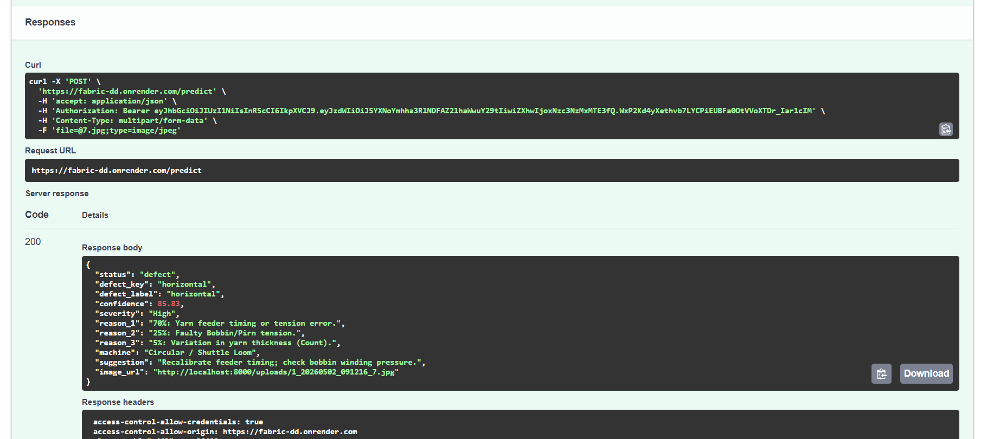 Responses
Curl
curl -X 'POST' \
'https://fabric-dd.onrender.com/predict' \
-H 'accept: application/json' \
-H 'Authorization: Bearer eyJhbGciOiJIUzI1NiIsInR5cCI6IkpXVCJ9.eyJzdWIiOiJ5YXNoYmhha3R1NDFAZ21haWwuY29tIiwiZXhwIjoxNzc3NzMxMTE3fQ.WxP2Kd4yXethvb7LYCPiEUBFa0OtVVoXTDr_Iar1cIM' \
-H 'Content-Type: multipart/form-data' \
-F 'file=@7.jpg;type=image/jpeg'
Request URL
https://fabric-dd.onrender.com/predict
Server response
Code Details
200
Response body
{
"status": "defect",
"defect_key": "horizontal",
"defect_label": "horizontal",
"confidence": 85.83,
"severity": "High",
"reason_1": "70%: Yarn feeder timing or tension error.",
"reason_2": "25%: Faulty Bobbin/Pirn tension.",
"reason_3": "5%: Variation in yarn thickness (Count).",
"machine": "Circular / Shuttle Loom",
"suggestion": "Recalibrate feeder timing; check bobbin winding pressure.",
"image_url": "http://localhost:8000/uploads/1_20260502_091216_7.jpg"
}
Download
Response headers
access-control-allow-credentials: true
access-control-allow-origin: https://fabric-dd.onrender.com